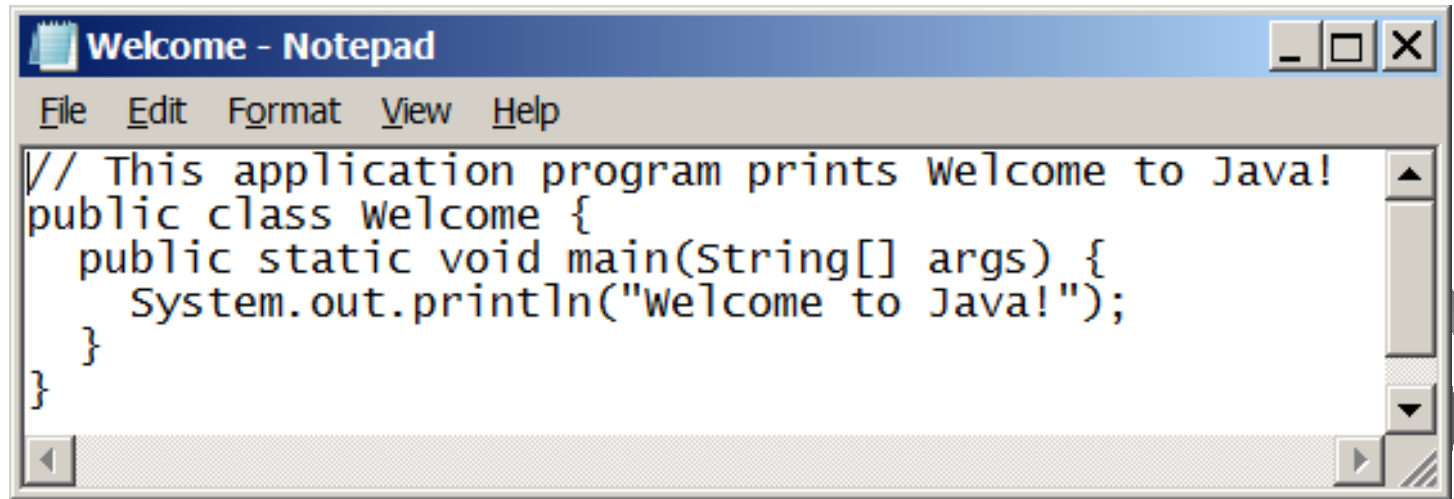 Welcome - Notepad
File Edit Format View Help
// This application program prints Welcome to Java!
public class Welcome {
  public static void main(String[] args) {
    System.out.println("Welcome to Java!");
  }
}